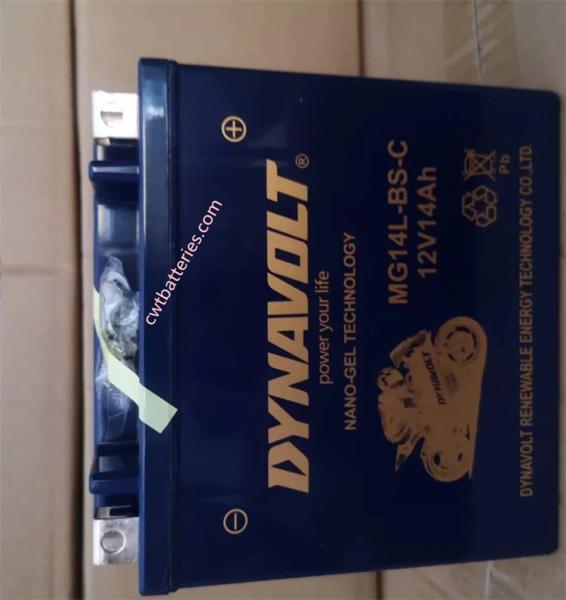 DYNAVOLT®
power your life
NANO-GEL TECHNOLOGY
MG14L-BS-C
12V14Ah
Pb
DYNAVOLT
DYNAVOLT RENEWABLE ENERGY TECHNOLOGY CO.,LTD.
cwtbatteries.com